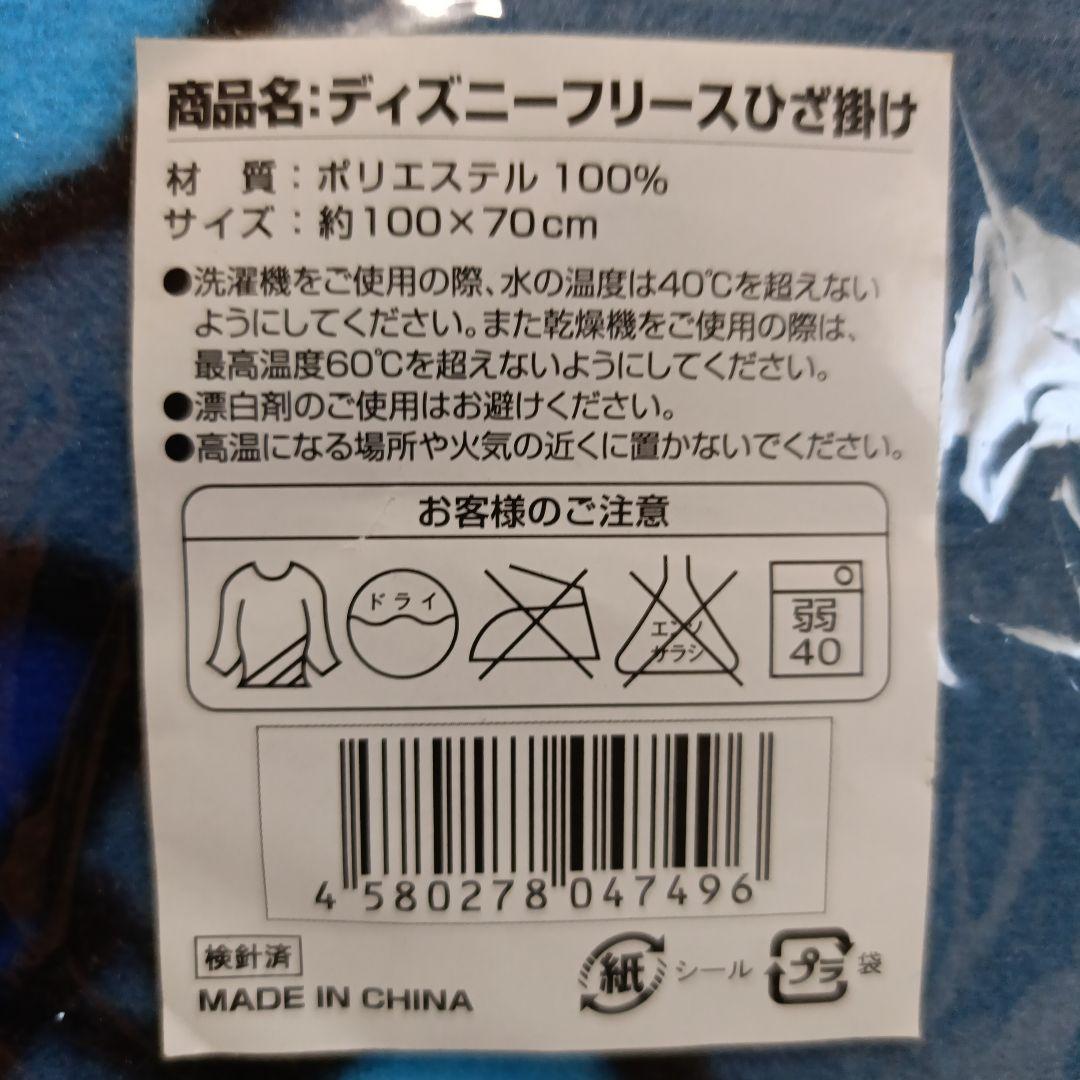 商品名:ディズニーフリースひざ掛け
材　質：ポリエステル 100%
サイズ：約100×70cm
●洗濯機をご使用の際、水の温度は40℃を超えない
ようにしてください。また乾燥機をご使用の際は、
最高温度60℃を超えないようにしてください。
●漂白剤のご使用はお避けください。
●高温になる場所や火気の近くに置かないでください。
お客様のご注意
ドライ
エンソ
サラシ
弱
40
4 580278 047496
検針済
MADE IN CHINA
紙 シール
プラ 袋